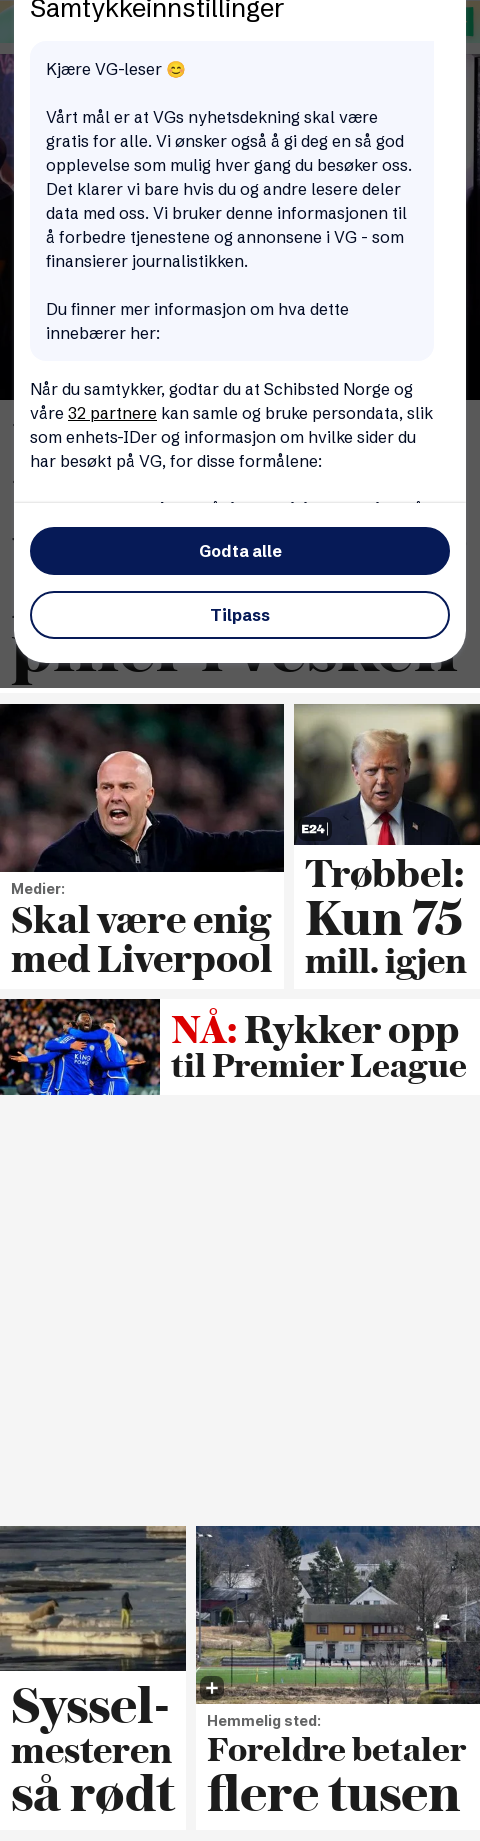 Samtykkeinnstillinger
Kjære VG-leser 😊
Vårt mål er at VGs nyhetsdekning skal være
gratis for alle. Vi ønsker også å gi deg en så god
opplevelse som mulig hver gang du besøker oss.
Det klarer vi bare hvis du og andre lesere deler
data med oss. Vi bruker denne informasjonen til
å forbedre tjenestene og annonsene i VG - som
finansierer journalistikken.
Du finner mer informasjon om hva dette
innebærer her:
Når du samtykker, godtar du at Schibsted Norge og
våre 32 partnere kan samle og bruke persondata, slik
som enhets-IDer og informasjon om hvilke sider du
har besøkt på VG, for disse formålene:
Godta alle
Tilpass
E24
Medier:
Skal være enig
med Liverpool
Trøbbel:
Kun 75
mill. igjen
KING
POWER
NÅ: Rykker opp
til Premier League
Syssel-
mesteren
så rødt
Hemmelig sted:
Foreldre betaler
flere tusen